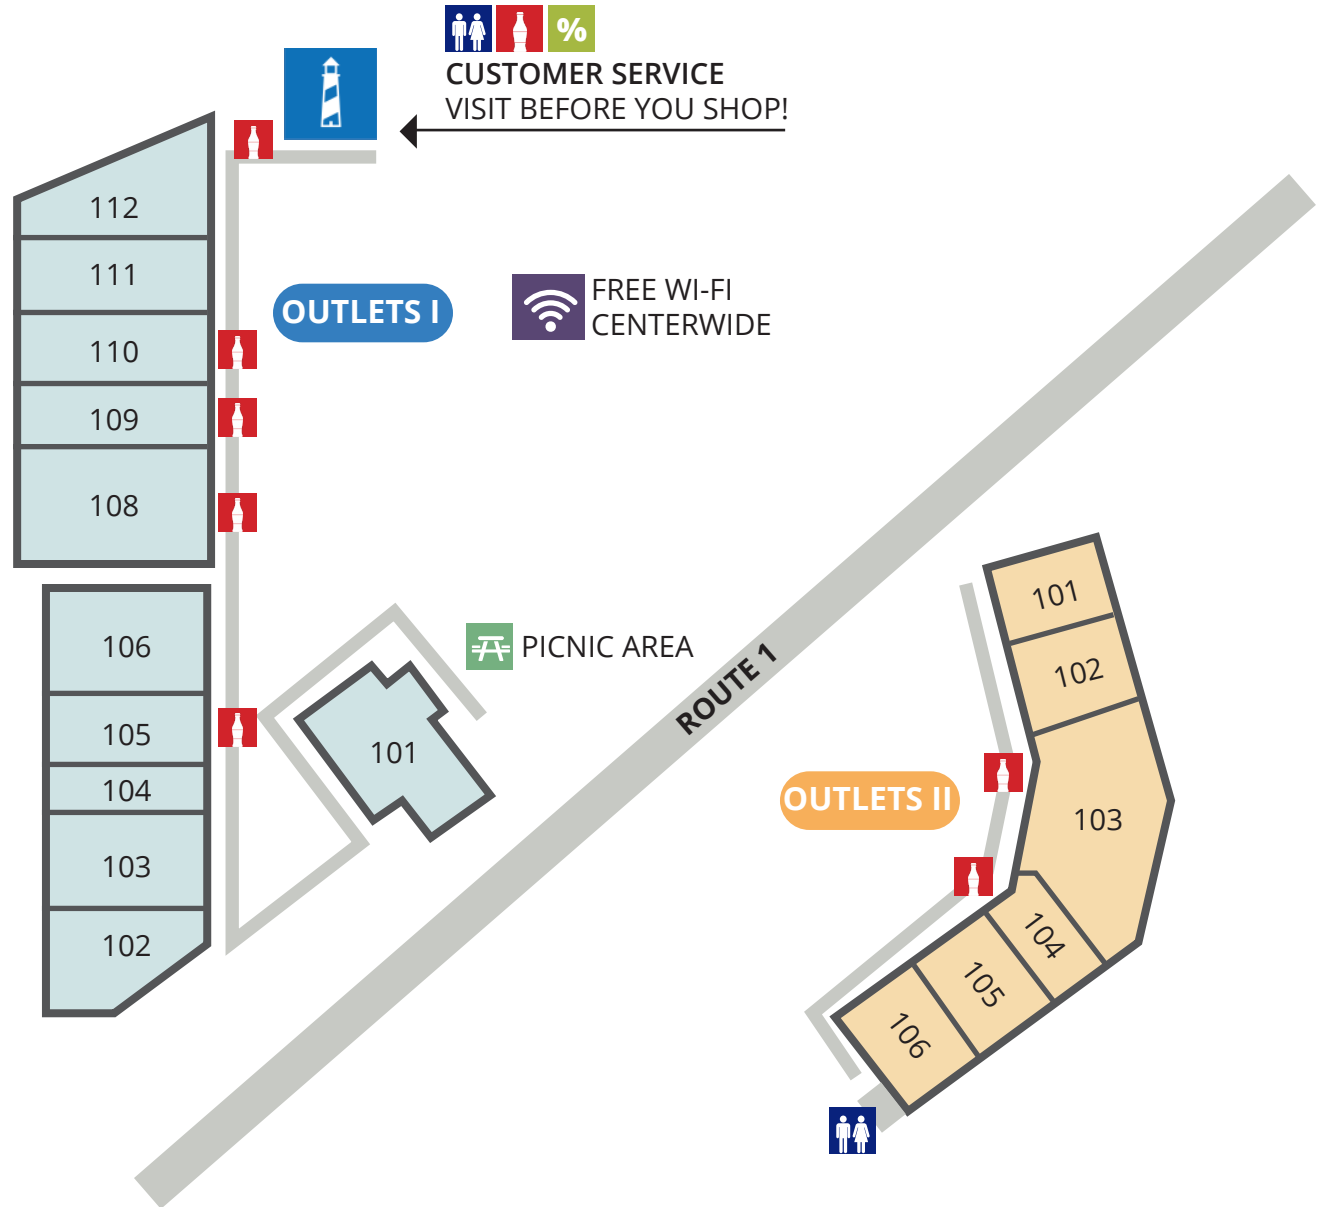 %
CUSTOMER SERVICE
VISIT BEFORE YOU SHOP!
112
111
110
109
108
OUTLETS I
FREE WI-FI
CENTERWIDE
106
105
104
103
102
101
PICNIC AREA
ROUTE 1
OUTLETS II
101
102
103
104
105
106